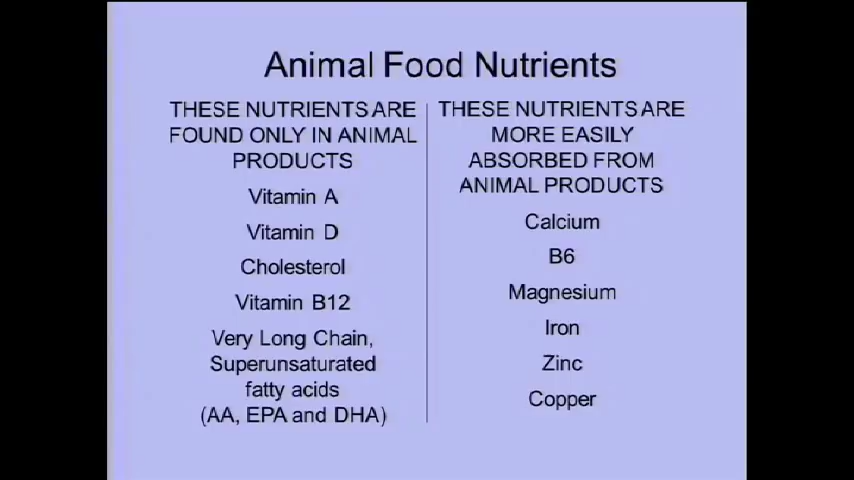 Animal Food Nutrients
THESE NUTRIENTS ARE
FOUND ONLY IN ANIMAL
PRODUCTS
Vitamin A
Vitamin D
Cholesterol
Vitamin B12
Very Long Chain,
Superunsaturated
fatty acids
(AA, EPA and DHA)
THESE NUTRIENTS ARE
MORE EASILY
ABSORBED FROM
ANIMAL PRODUCTS
Calcium
B6
Magnesium
Iron
Zinc
Copper